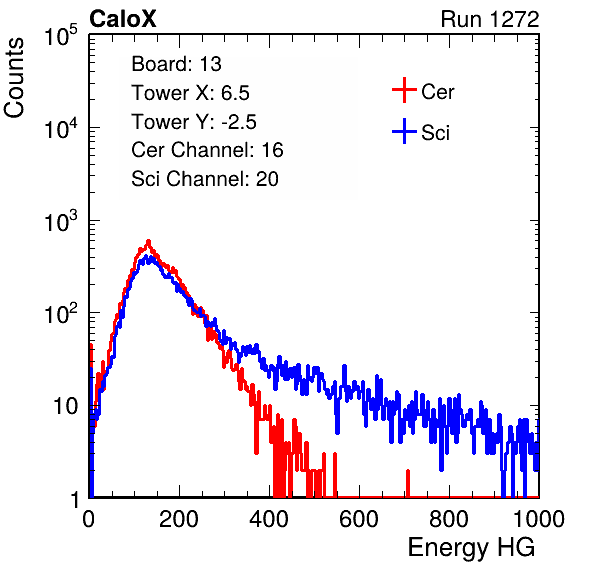 CaloX Run 1272
Counts
10^5
10^4
10^3
10^2
10
1
Board: 13
Tower X: 6.5
Tower Y: -2.5
Cer Channel: 16
Sci Channel: 20
Cer
Sci
0 200 400 600 800 1000
Energy HG